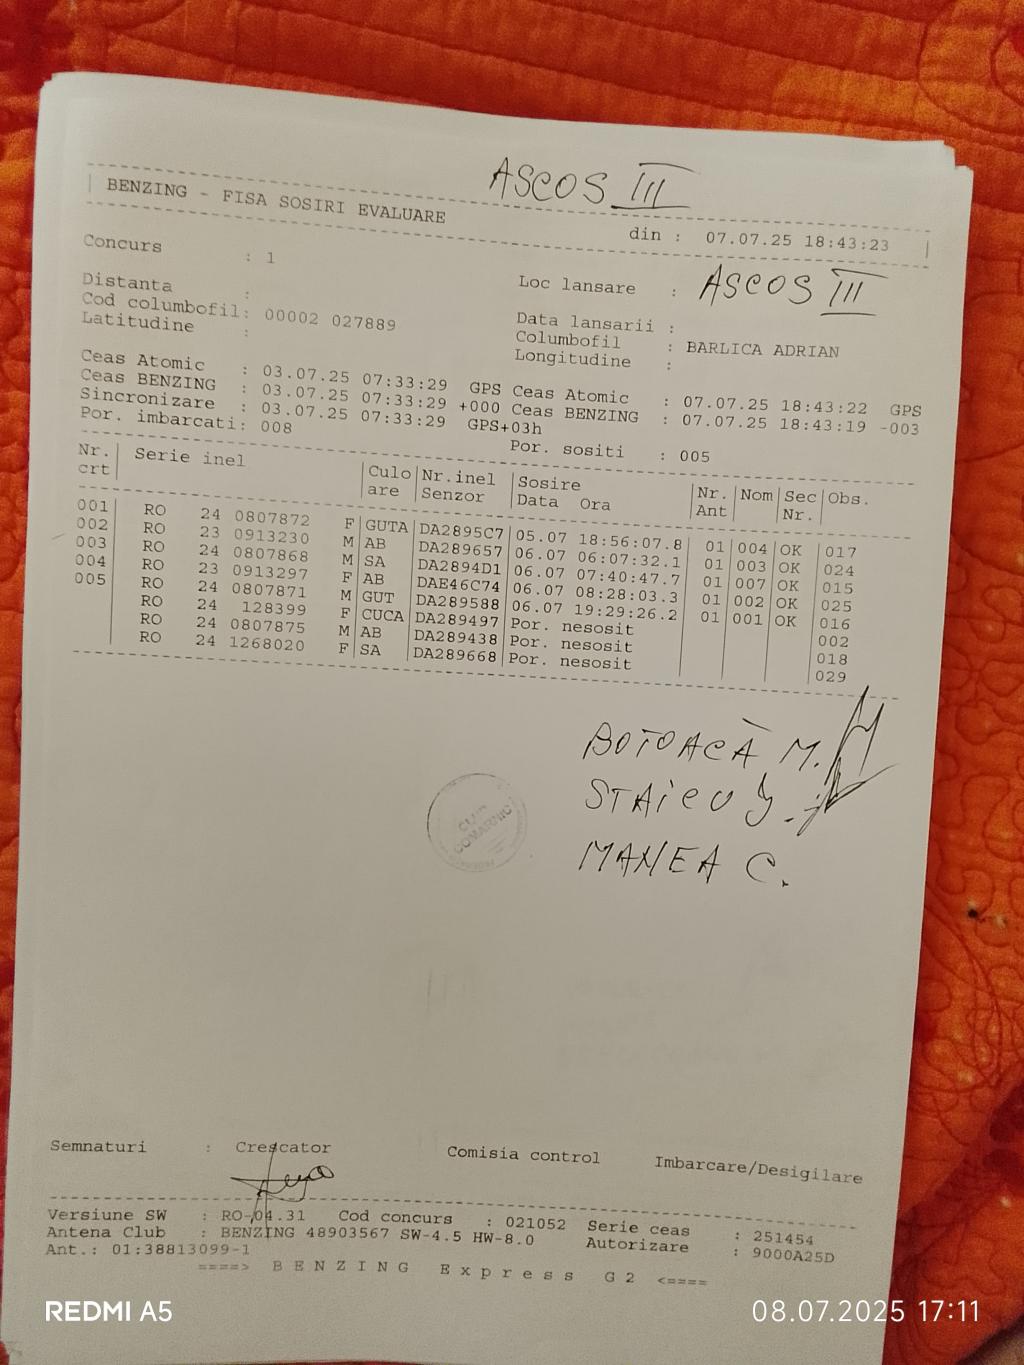 ASCOS III
BENZING - FISA SOSIRI EVALUARE
din : 07.07.25 18:43:23
Concurs : 1
Loc lansare : ASCOS III
Distanta :
Data lansarii :
Cod columbofil: 00002 027889
Columbofil : BARLICA ADRIAN
Latitudine :
Longitudine :
Ceas Atomic : 03.07.25 07:33:29 GPS Ceas Atomic : 07.07.25 18:43:22 GPS
Ceas BENZING : 03.07.25 07:33:29 +000 Ceas BENZING : 07.07.25 18:43:19 -003
Sincronizare : 03.07.25 07:33:29 GPS+03h
Por. imbarcati: 008
Por. sositi : 005
Nr. Serie inel Culo Nr.inel Sosire Nr. Nom Sec Obs.
crt are Senzor Data Ora Ant Nr.
001 RO 24 0807872 F GUTA DA2895C7 05.07 18:56:07.8 01 004 OK 017
002 RO 23 0913230 M AB DA289657 06.07 06:07:32.1 01 003 OK 024
003 RO 24 0807868 M SA DA2894D1 06.07 07:40:47.7 01 007 OK 015
004 RO 23 0913297 F AB DAE46C74 06.07 08:28:03.3 01 002 OK 025
005 RO 24 0807871 M GUT DA289588 06.07 19:29:26.2 01 001 OK 016
RO 24 128399 F CUCA DA289497 Por. nesosit 002
RO 24 0807875 M AB DA289438 Por. nesosit 018
RO 24 1268020 F SA DA289668 Por. nesosit 029
BOTOACĂ M.
STAICU
MANEA C.
CLUB
COMARNIC
Semnaturi : Crescator Comisia control Imbarcare/Desigilare
Versiune SW : RO-04.31 Cod concurs : 021052 Serie ceas : 251454
Antena Club : BENZING 48903567 SW-4.5 HW-8.0 Autorizare : 9000A25D
Ant.: 01:38813099-1
====> B E N Z I N G E x p r e s s G 2 <====
REDMI A5
08.07.2025 17:11